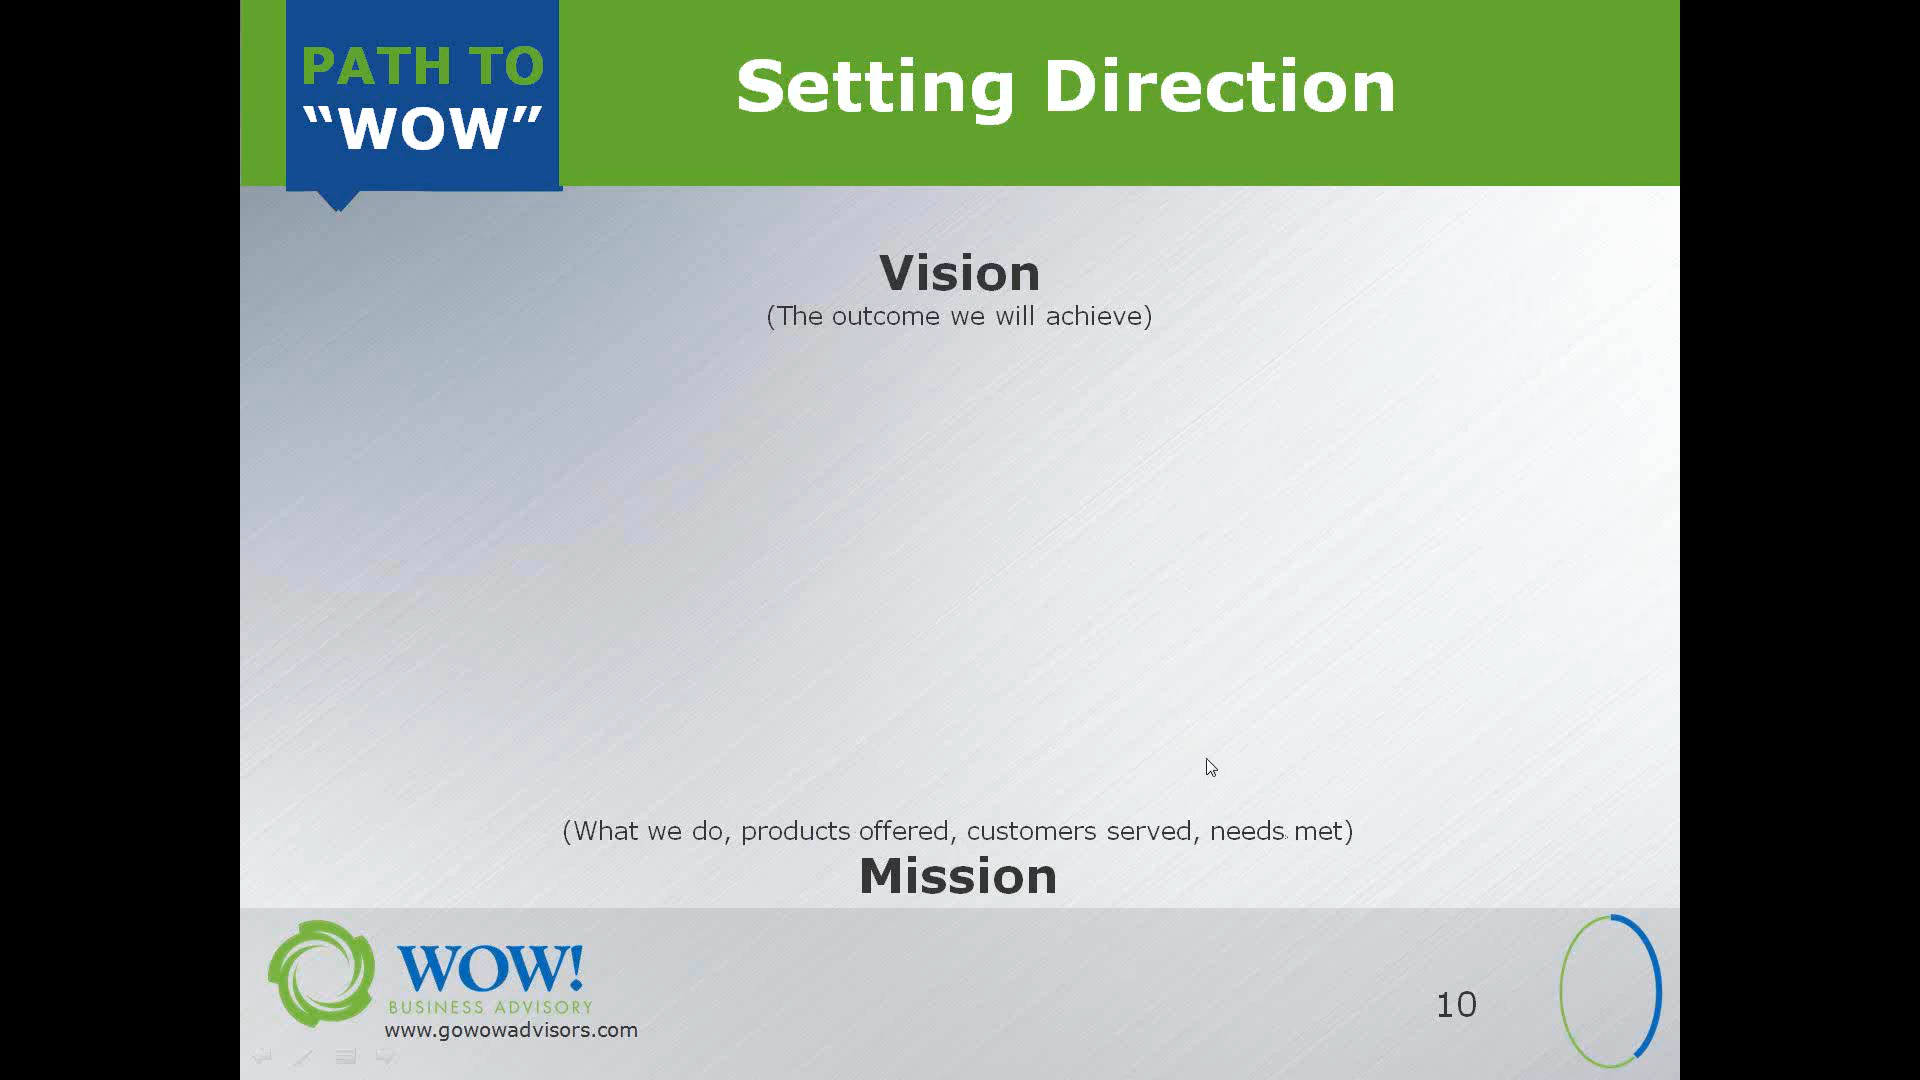 PATH TO
“WOW”
Setting Direction
Vision
(The outcome we will achieve)
(What we do, products offered, customers served, needs met)
Mission
WOW!
BUSINESS ADVISORY
www.gowowadvisors.com
10